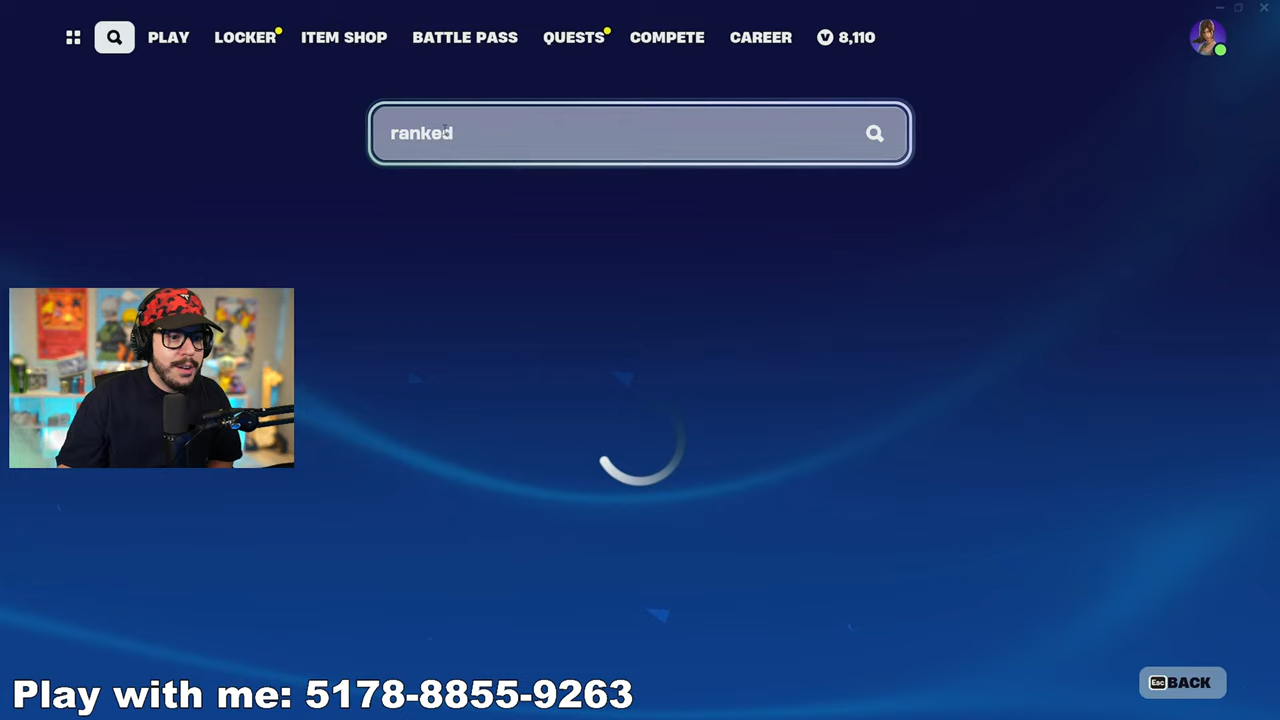 PLAY LOCKER ITEM SHOP BATTLE PASS QUESTS COMPETE CAREER 8,110
ranked
Esc BACK
Play with me: 5178-8855-9263